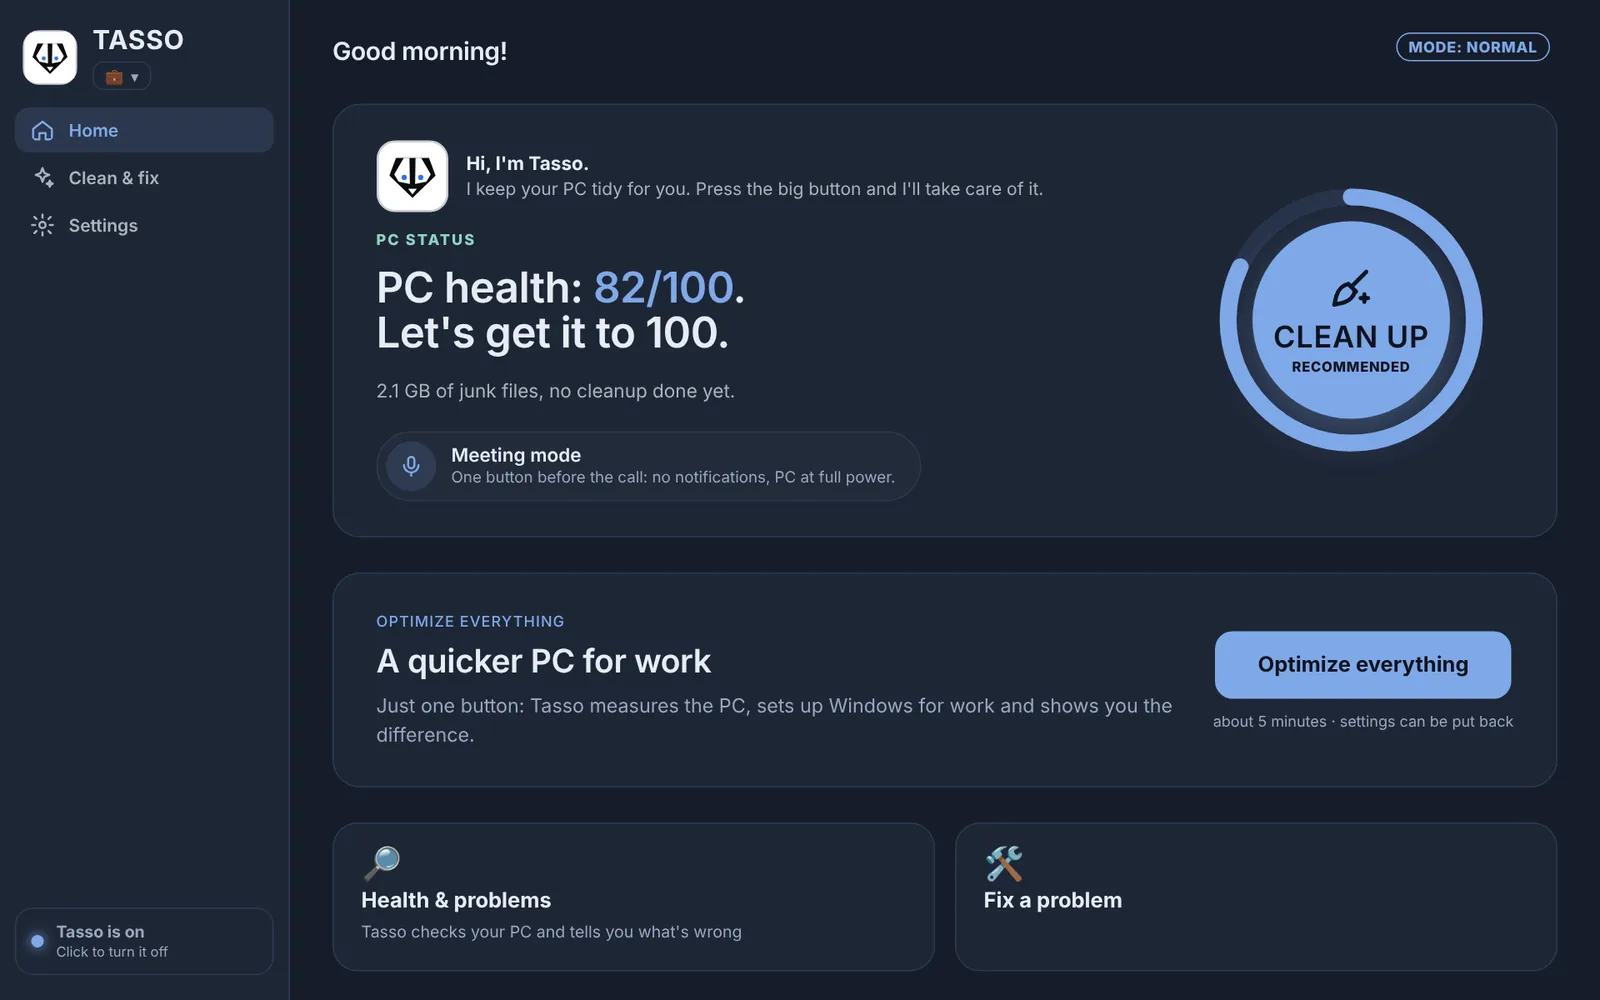 TASSO
Home
Clean & fix
Settings
Tasso is on
Click to turn it off
Good morning!
MODE: NORMAL
Hi, I'm Tasso.
I keep your PC tidy for you. Press the big button and I'll take care of it.
PC STATUS
PC health: 82/100.
Let's get it to 100.
2.1 GB of junk files, no cleanup done yet.
Meeting mode
One button before the call: no notifications, PC at full power.
CLEAN UP
RECOMMENDED
OPTIMIZE EVERYTHING
A quicker PC for work
Just one button: Tasso measures the PC, sets up Windows for work and shows you the
difference.
Optimize everything
about 5 minutes · settings can be put back
Health & problems
Tasso checks your PC and tells you what's wrong
Fix a problem